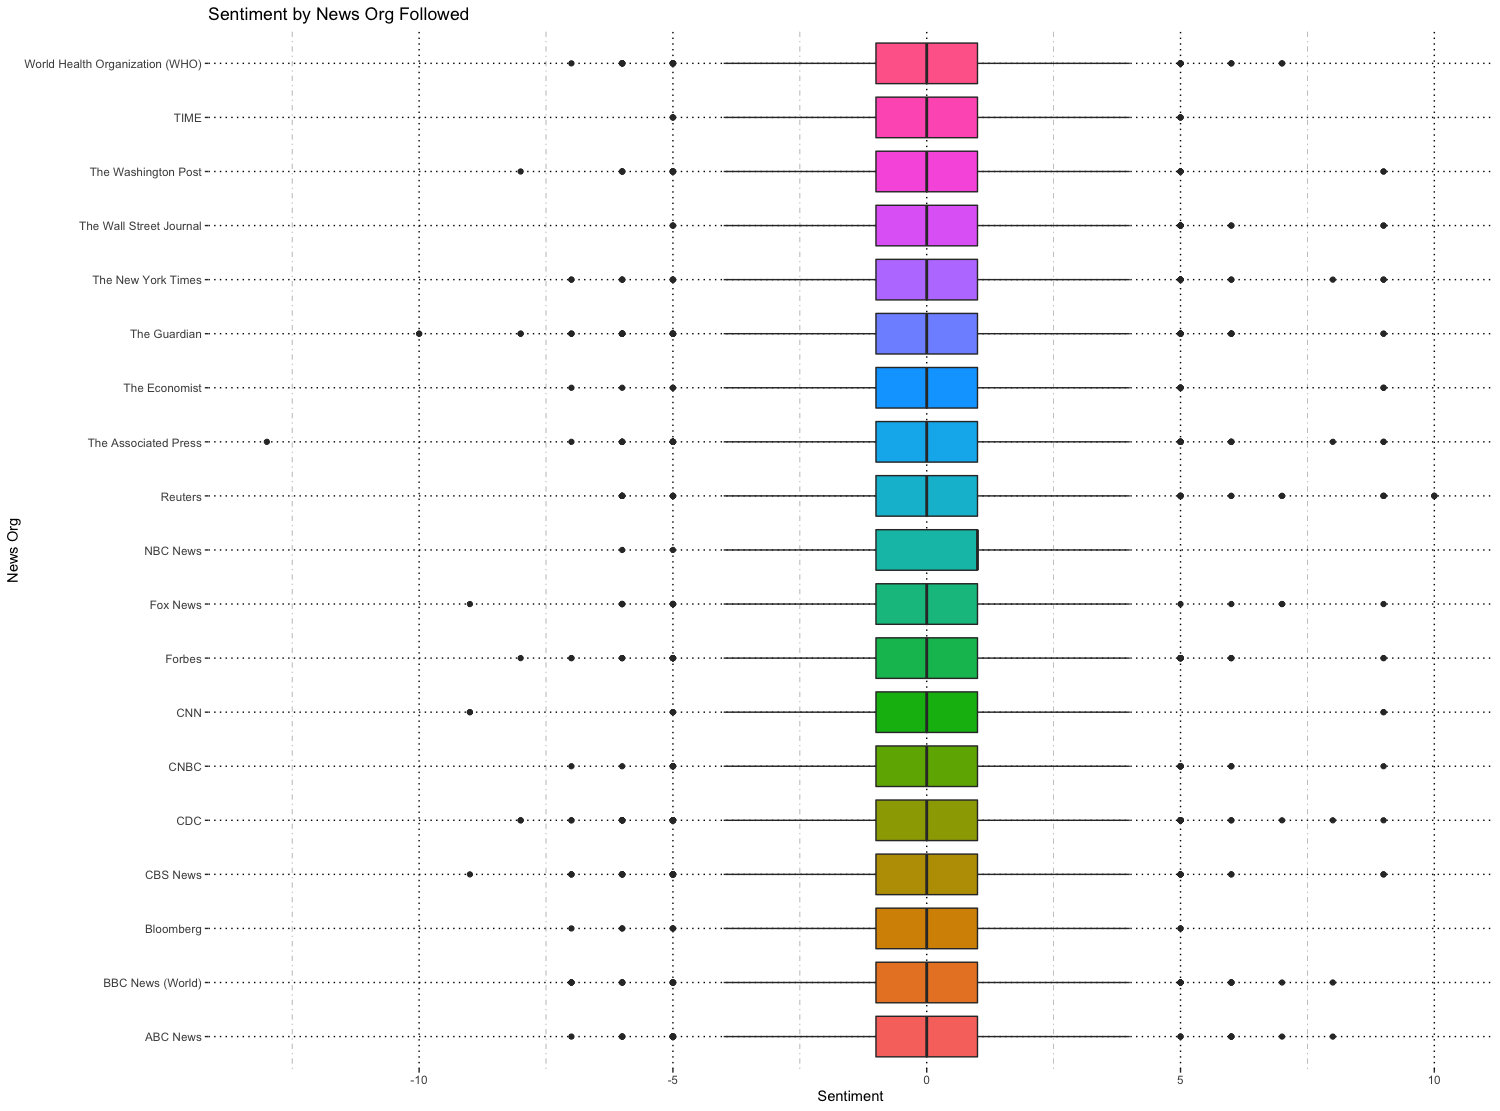 Sentiment by News Org Followed
World Health Organization (WHO)
TIME
The Washington Post
The Wall Street Journal
The New York Times
The Guardian
The Economist
The Associated Press
Reuters
NBC News
Fox News
Forbes
CNN
CNBC
CDC
CBS News
Bloomberg
BBC News (World)
ABC News
News Org
-10 -5 0 5 10
Sentiment